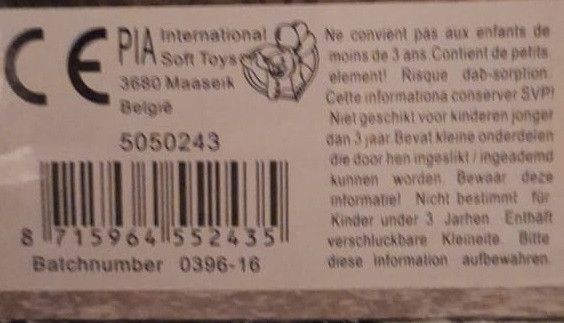 CE
PIA International
Soft Toys
3680 Maaseik
België
5050243
8 715964 552435
Batchnumber 0396-16
Ne convient pas aux enfants de
moins de 3 ans. Contient de petits
element! Risque dab-sorption.
Cette informationa conserver SVP!
Niet geschikt voor kinderen jonger
dan 3 jaar. Bevat kleine onderdelen
die door hen ingeslikt / ingeademd
kunnen worden. Bewaar deze
informatie! Nicht bestimmt für
Kinder under 3 Jarhen. Enthält
verschluckbare Kleineite. Bitte
diese Information aufbewahren.